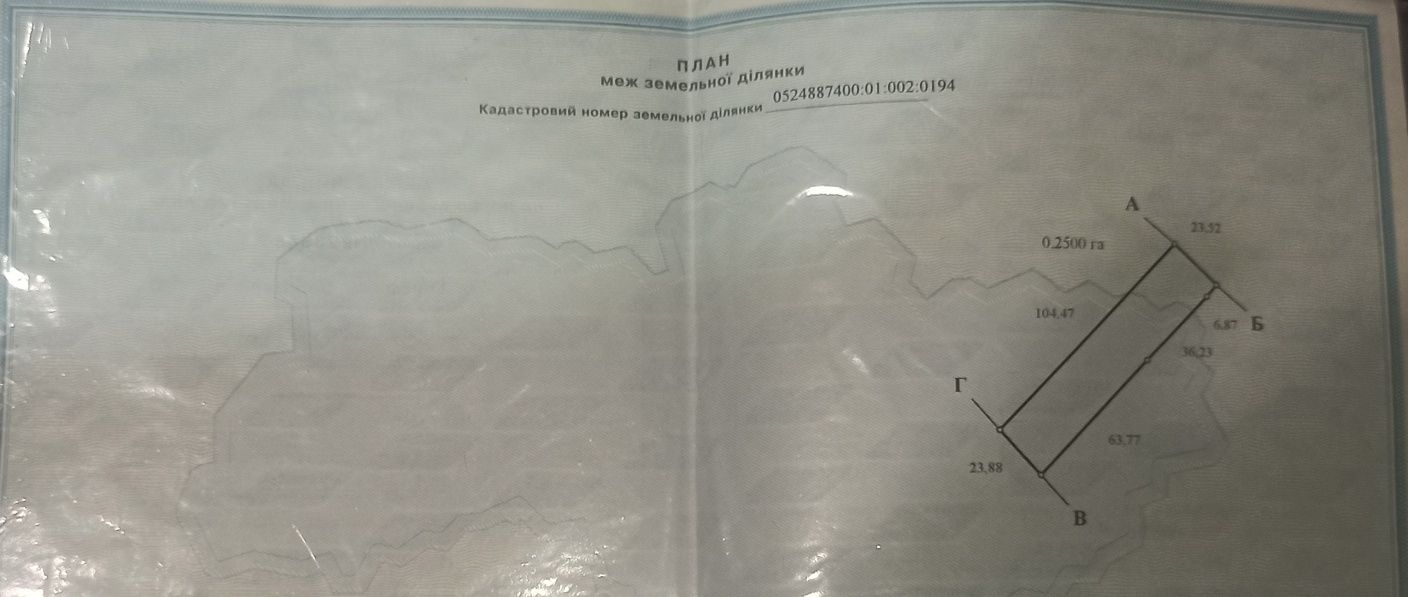 ПЛАН
меж земельної ділянки
Кадастровий номер земельної ділянки 0524887400:01:002:0194
А
23,52
0,2500 га
104,47
6,87
Б
36,23
Г
63,77
23,88
В